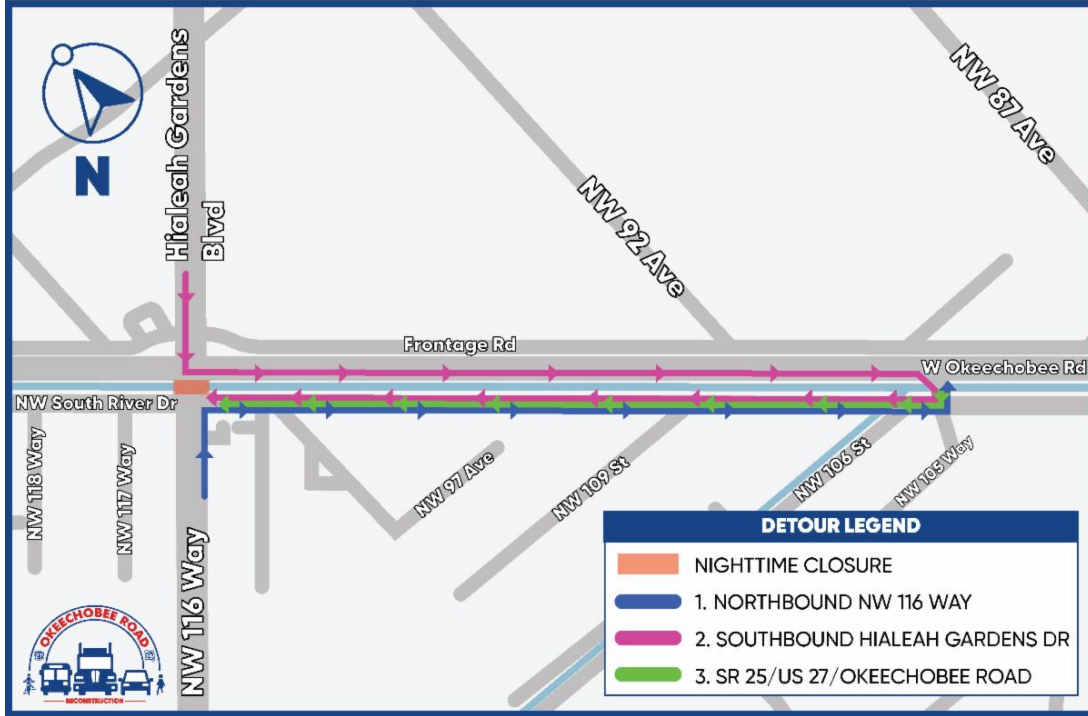 N
Hialeah Gardens
Blvd
NW 87 Ave
NW 92 Ave
Frontage Rd
W Okeechobee Rd
NW South River Dr
NW 118 Way
NW 117 Way
NW 116 Way
NW 97 Ave
NW 109 St
NW 106 St
NW 105 Way
DETOUR LEGEND
NIGHTTIME CLOSURE
1. NORTHBOUND NW 116 WAY
2. SOUTHBOUND HIALEAH GARDENS DR
3. SR 25/US 27/OKEECHOBEE ROAD
OKEECHOBEE ROAD
RECONSTRUCTION